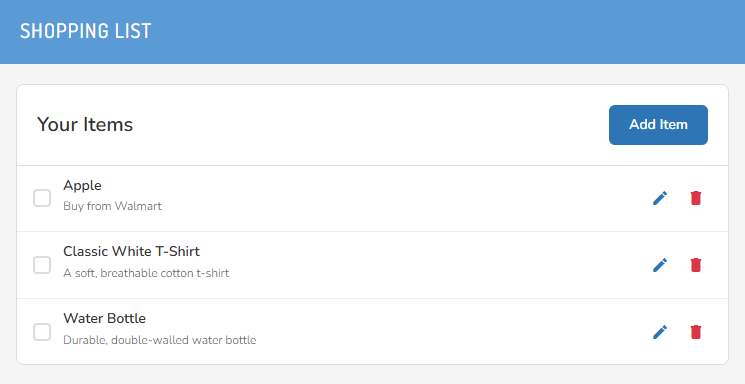 SHOPPING LIST
Your Items
Add Item
Apple
Buy from Walmart
Classic White T-Shirt
A soft, breathable cotton t-shirt
Water Bottle
Durable, double-walled water bottle